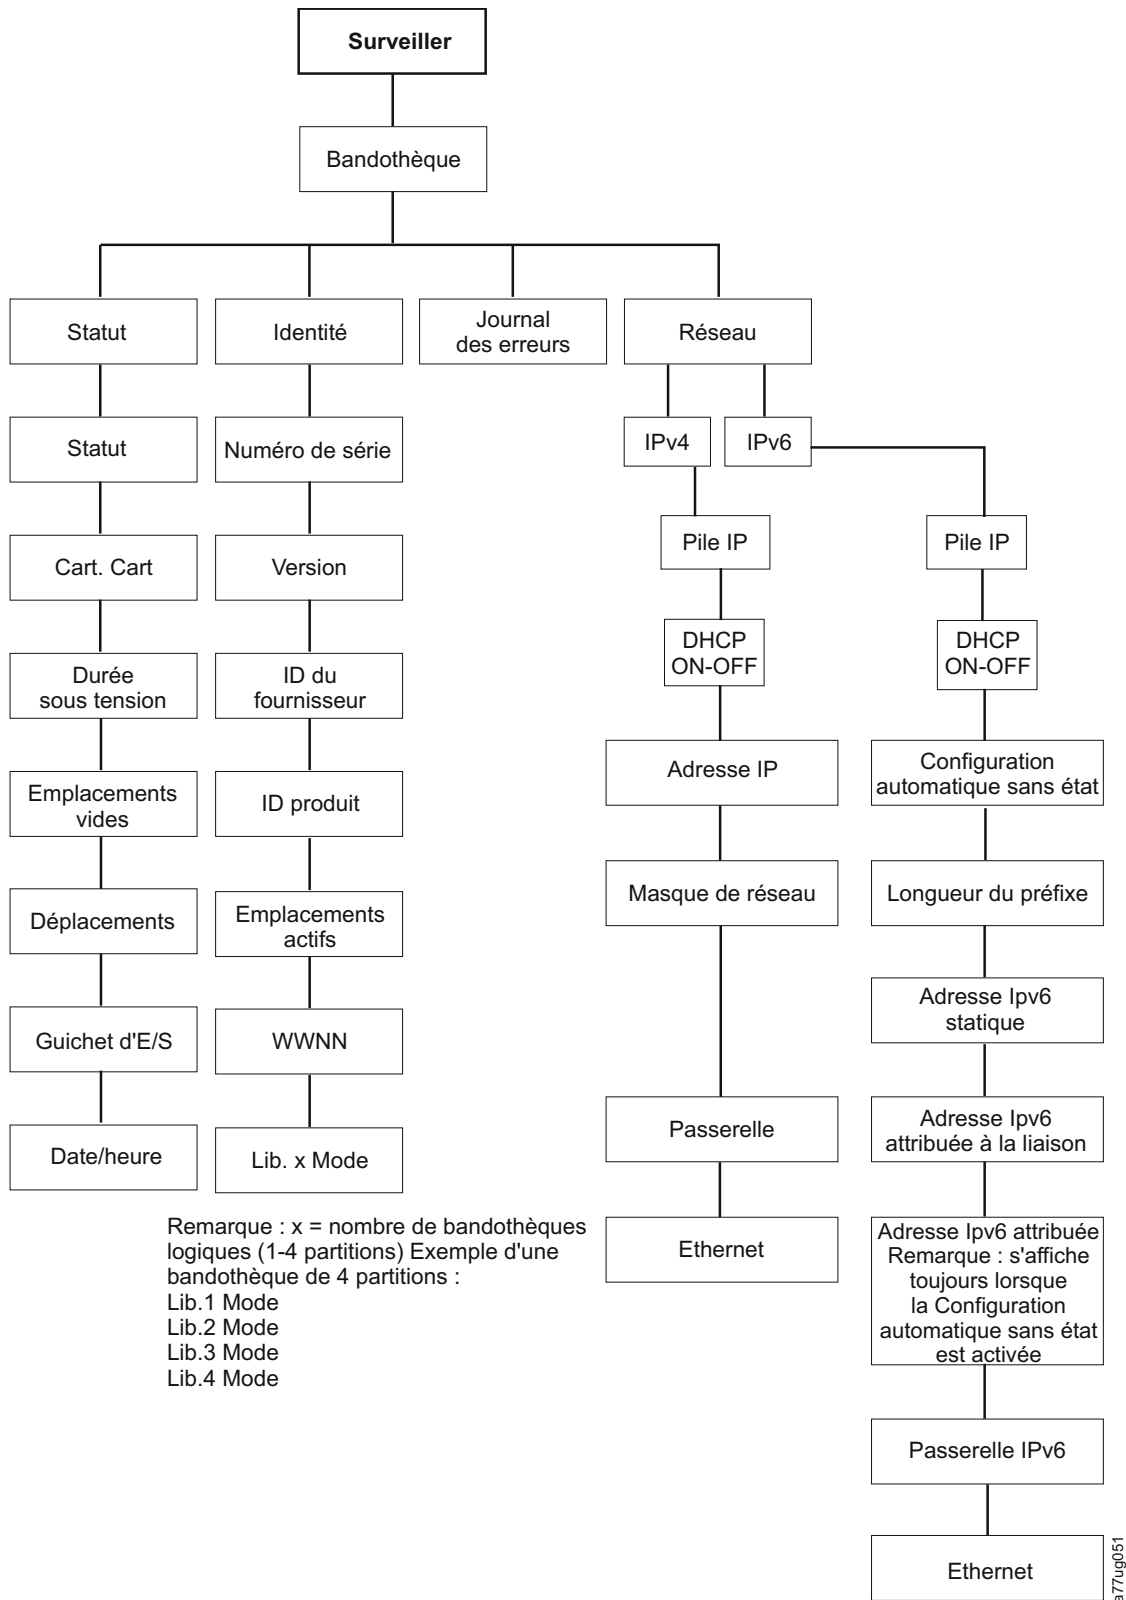 Surveiller
Bandothèque
Statut
Identité
Journal
des erreurs
Réseau
Statut
Numéro de série
IPv4
IPv6
Cart. Cart
Version
Pile IP
Pile IP
Durée
sous tension
ID du
fournisseur
DHCP
ON-OFF
DHCP
ON-OFF
Emplacements
vides
ID produit
Adresse IP
Configuration
automatique sans état
Déplacements
Emplacements
actifs
Masque de réseau
Longueur du préfixe
Guichet d'E/S
WWNN
Adresse Ipv6
statique
Date/heure
Lib. x Mode
Passerelle
Adresse Ipv6
attribuée à la liaison
Remarque : x = nombre de bandothèques
logiques (1-4 partitions) Exemple d'une
bandothèque de 4 partitions :
Lib.1 Mode
Lib.2 Mode
Lib.3 Mode
Lib.4 Mode
Ethernet
Adresse Ipv6 attribuée
Remarque : s'affiche
toujours lorsque
la Configuration
automatique sans état
est activée
Passerelle IPv6
Ethernet
a77ug051